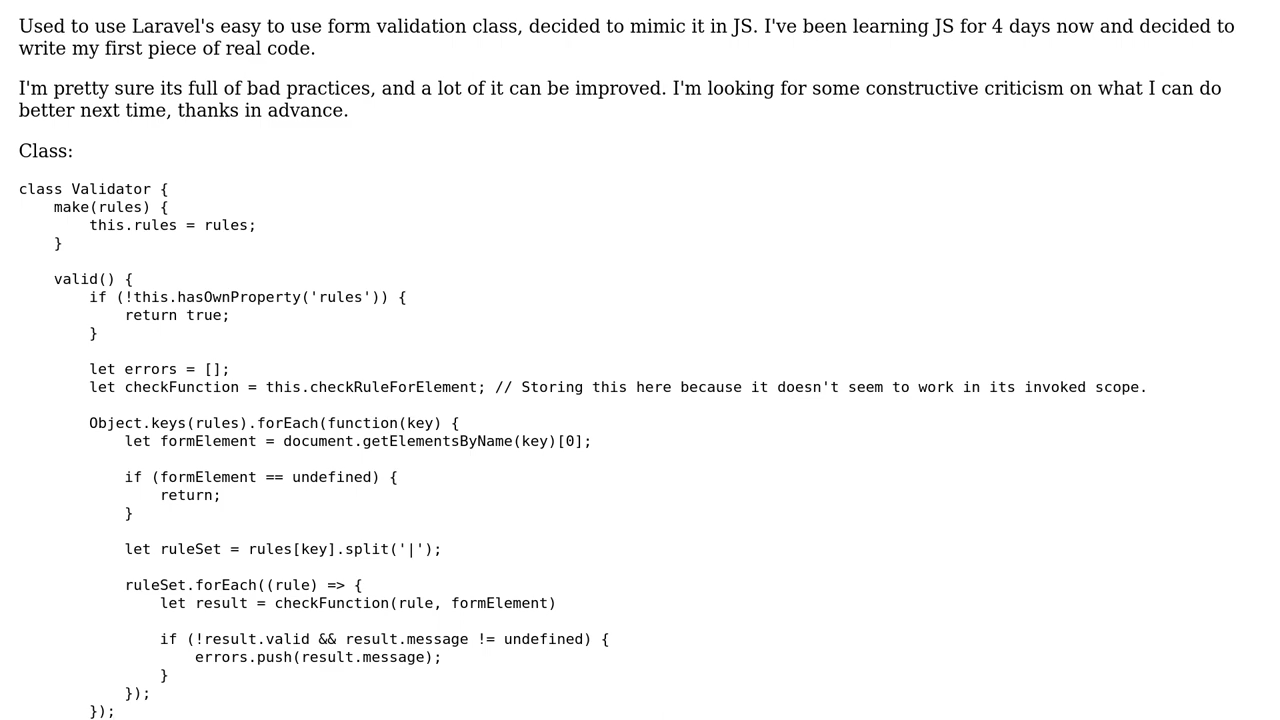 Used to use Laravel's easy to use form validation class, decided to mimic it in JS. I've been learning JS for 4 days now and decided to
write my first piece of real code.
I'm pretty sure its full of bad practices, and a lot of it can be improved. I'm looking for some constructive criticism on what I can do
better next time, thanks in advance.
Class:
class Validator {
    make(rules) {
        this.rules = rules;
    }
    valid() {
        if (!this.hasOwnProperty('rules')) {
            return true;
        }
        let errors = [];
        let checkFunction = this.checkRuleForElement; // Storing this here because it doesn't seem to work in its invoked scope.
        Object.keys(rules).forEach(function(key) {
            let formElement = document.getElementsByName(key)[0];
            if (formElement == undefined) {
                return;
            }
            let ruleSet = rules[key].split('|');
            ruleSet.forEach((rule) => {
                let result = checkFunction(rule, formElement)
                if (!result.valid && result.message != undefined) {
                    errors.push(result.message);
                }
            });
        });